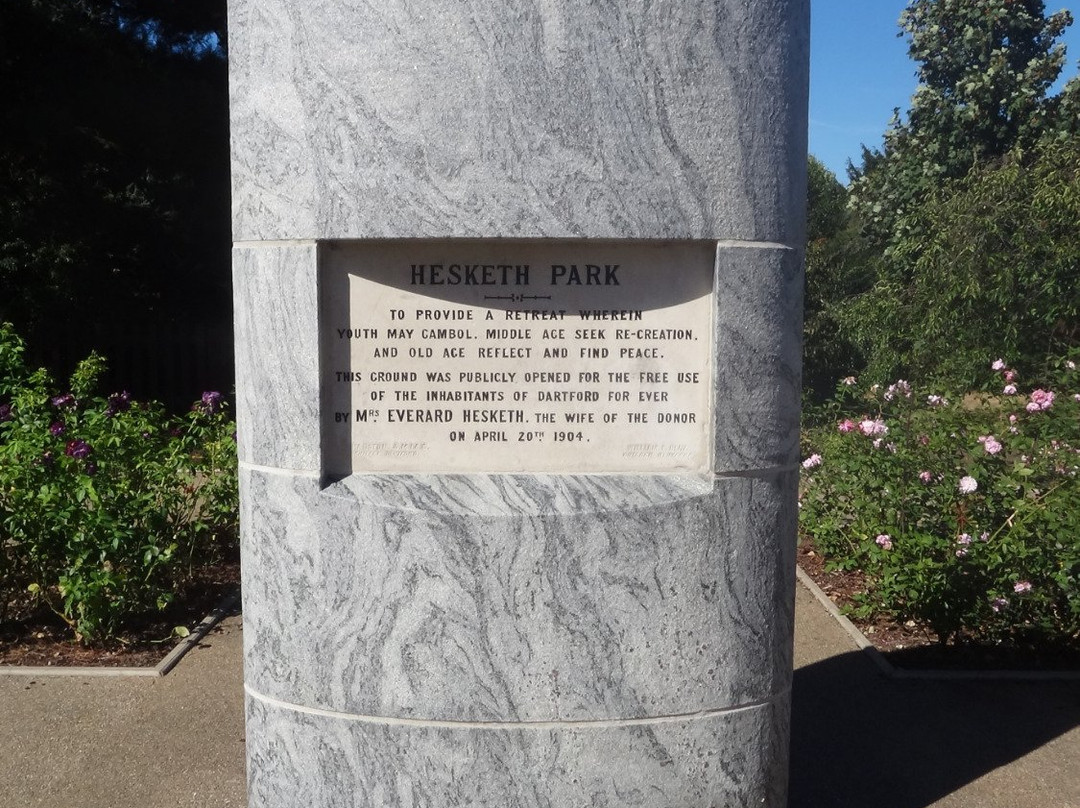 HESKETH PARK
TO PROVIDE A RETREAT WHEREIN
YOUTH MAY GAMBOL, MIDDLE AGE SEEK RE-CREATION,
AND OLD AGE REFLECT AND FIND PEACE.
THIS GROUND WAS PUBLICLY OPENED FOR THE FREE USE
OF THE INHABITANTS OF DARTFORD FOR EVER
BY MRS. EVERARD HESKETH, THE WIFE OF THE DONOR
ON APRIL 20TH 1904.